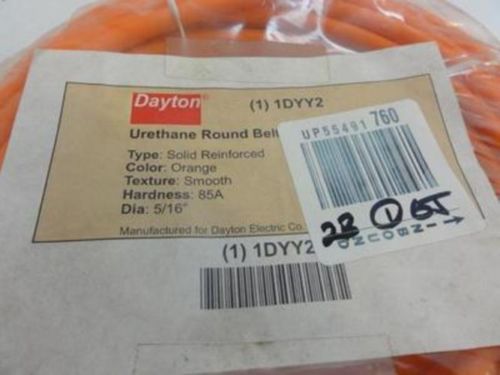 Dayton®
(1) 1DYY2
Urethane Round Belt
Type: Solid Reinforced
Color: Orange
Texture: Smooth
Hardness: 85A
Dia: 5/16"
Manufactured for Dayton Electric Co.
(1) 1DYY2
UP55491 760
INBOUND